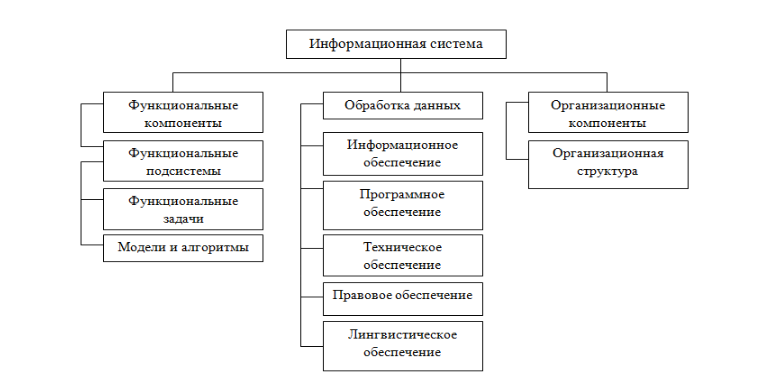 Информационная система
Функциональные
компоненты
Функциональные
подсистемы
Функциональные
задачи
Модели и алгоритмы
Обработка данных
Информационное
обеспечение
Программное
обеспечение
Техническое
обеспечение
Правовое обеспечение
Лингвистическое
обеспечение
Организационные
компоненты
Организационная
структура